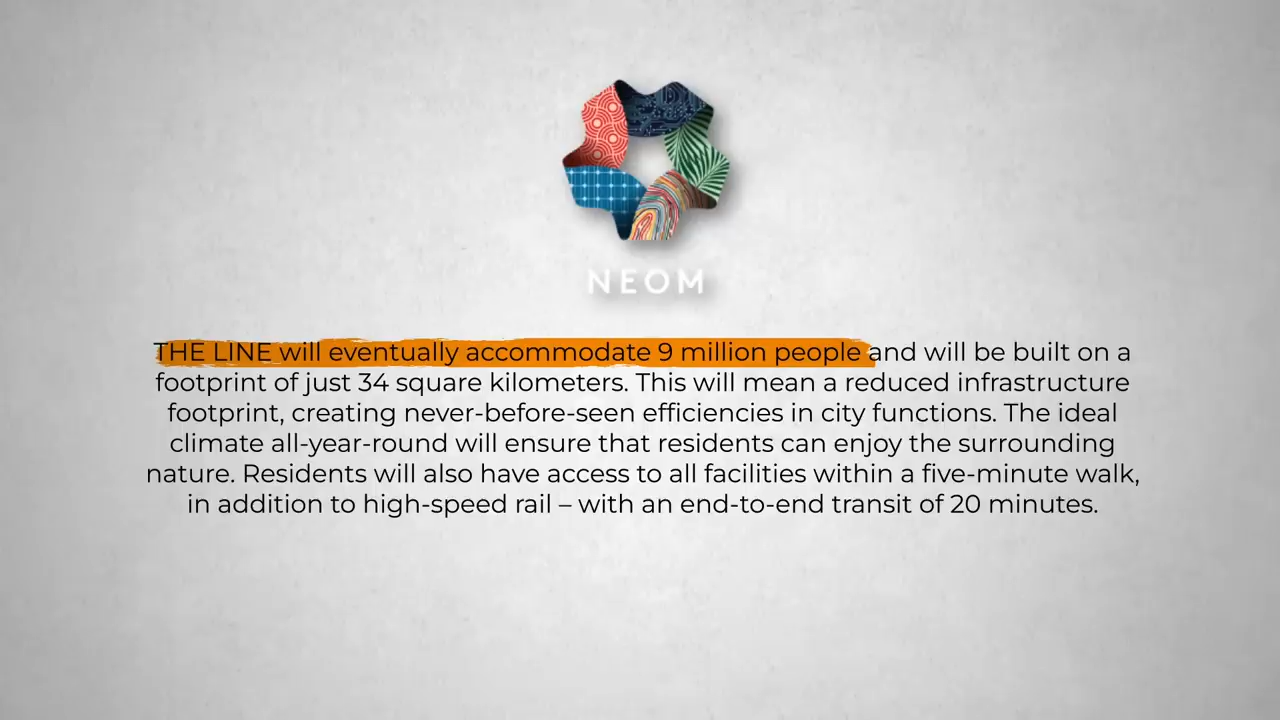 NEOM
THE LINE will eventually accommodate 9 million people and will be built on a
footprint of just 34 square kilometers. This will mean a reduced infrastructure
footprint, creating never-before-seen efficiencies in city functions. The ideal
climate all-year-round will ensure that residents can enjoy the surrounding
nature. Residents will also have access to all facilities within a five-minute walk,
in addition to high-speed rail – with an end-to-end transit of 20 minutes.